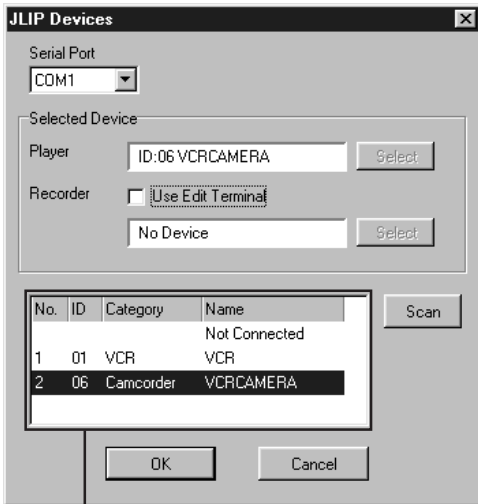 JLIP Devices
Serial Port
COM1
Selected Device
Player ID:06 VCRCAMERA Select
Recorder Use Edit Terminal
No Device Select
No. ID Category Name
Not Connected
1 01 VCR VCR
2 06 Camcorder VCRCAMERA
Scan
OK Cancel